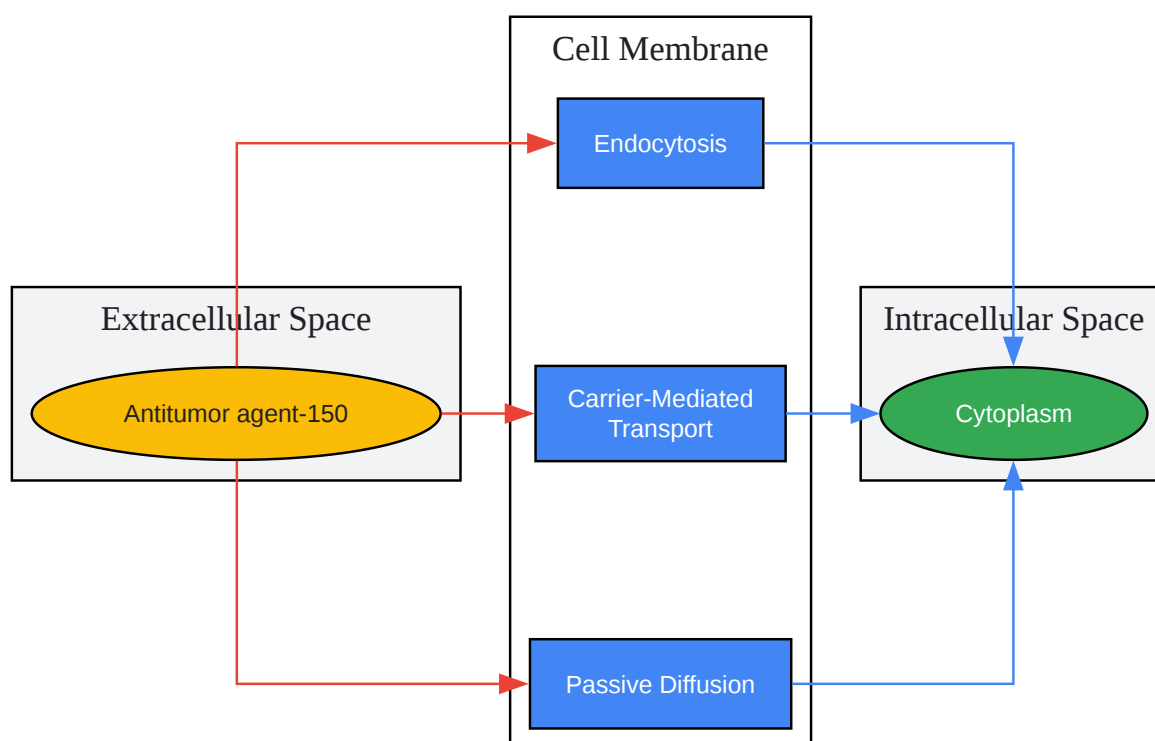 Cell Membrane
Endocytosis
Extracellular Space
Antitumor agent-150
Carrier-Mediated
Transport
Intracellular Space
Cytoplasm
Passive Diffusion